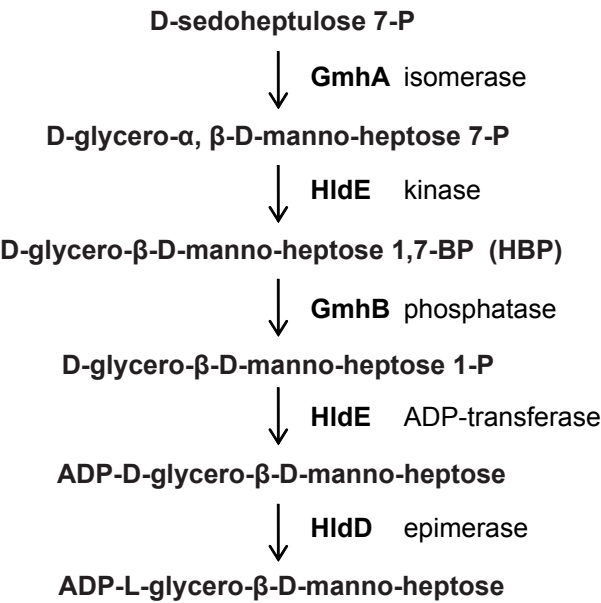 D-sedoheptulose 7-P
GmhA isomerase
D-glycero-α, β-D-manno-heptose 7-P
HldE kinase
D-glycero-β-D-manno-heptose 1,7-BP (HBP)
GmhB phosphatase
D-glycero-β-D-manno-heptose 1-P
HldE ADP-transferase
ADP-D-glycero-β-D-manno-heptose
HldD epimerase
ADP-L-glycero-β-D-manno-heptose